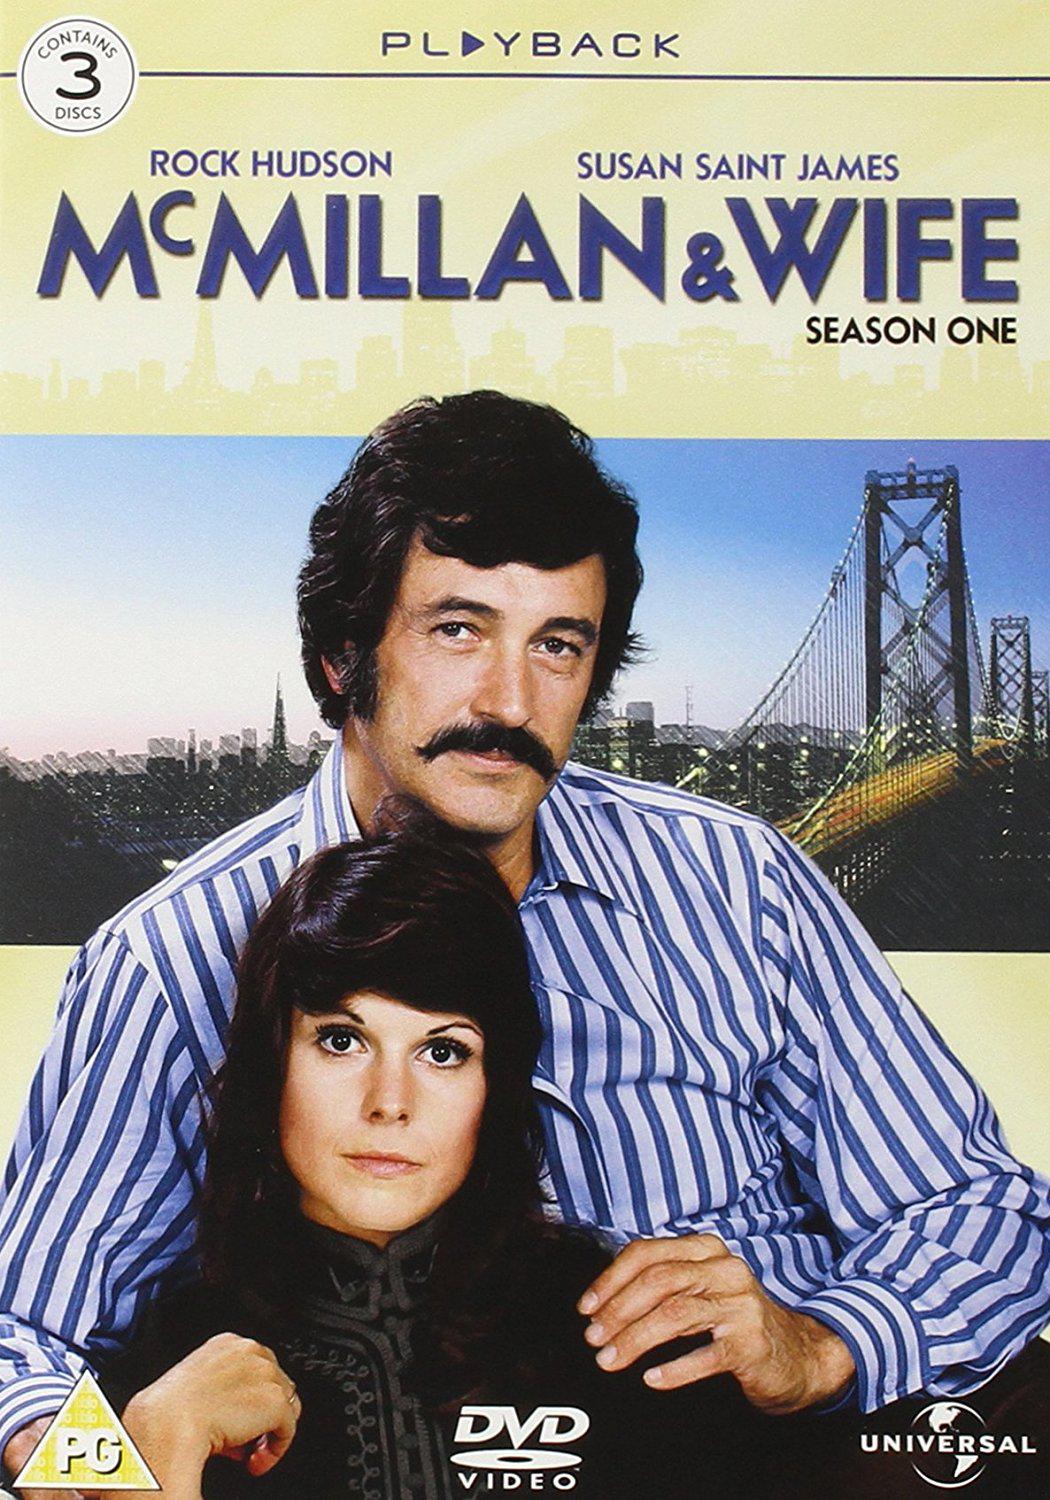 PLAYBACK
CONTAINS
3
DISCS
ROCK HUDSON
SUSAN SAINT JAMES
McMILLAN & WIFE
SEASON ONE
PG
DVD
VIDEO
UNIVERSAL